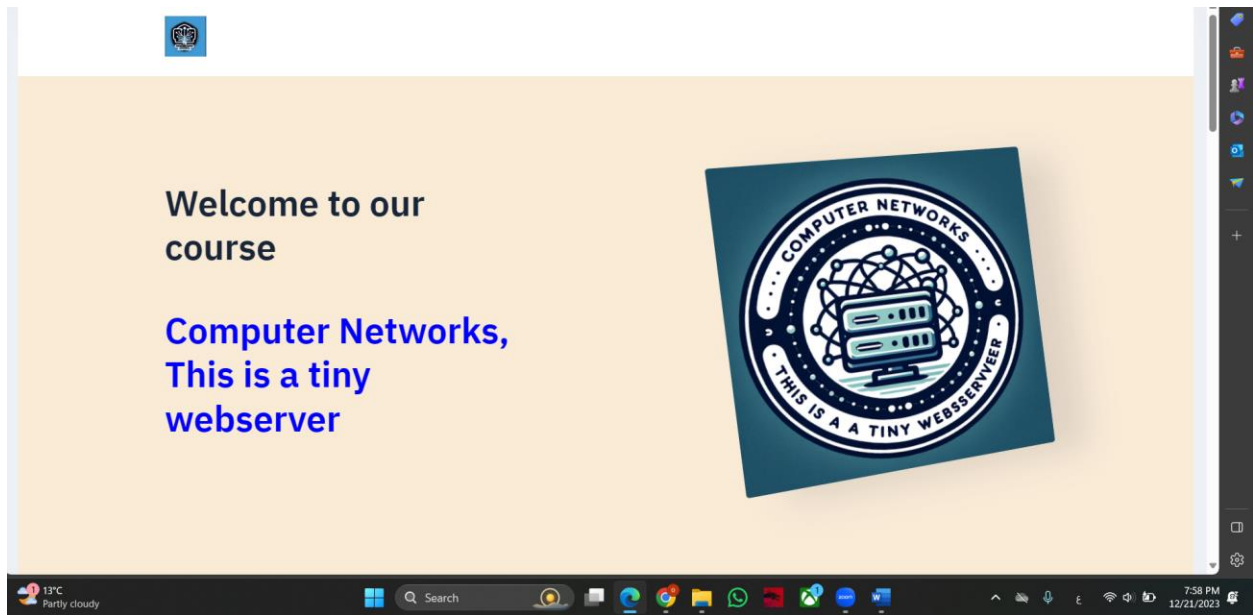 Welcome to our
course
Computer Networks,
This is a tiny
webserver
COMPUTER NETWORKS
THIS IS A A TINY WEBSSERVVEER
13°C
Partly cloudy
Search
ع
7:58 PM
12/21/2023